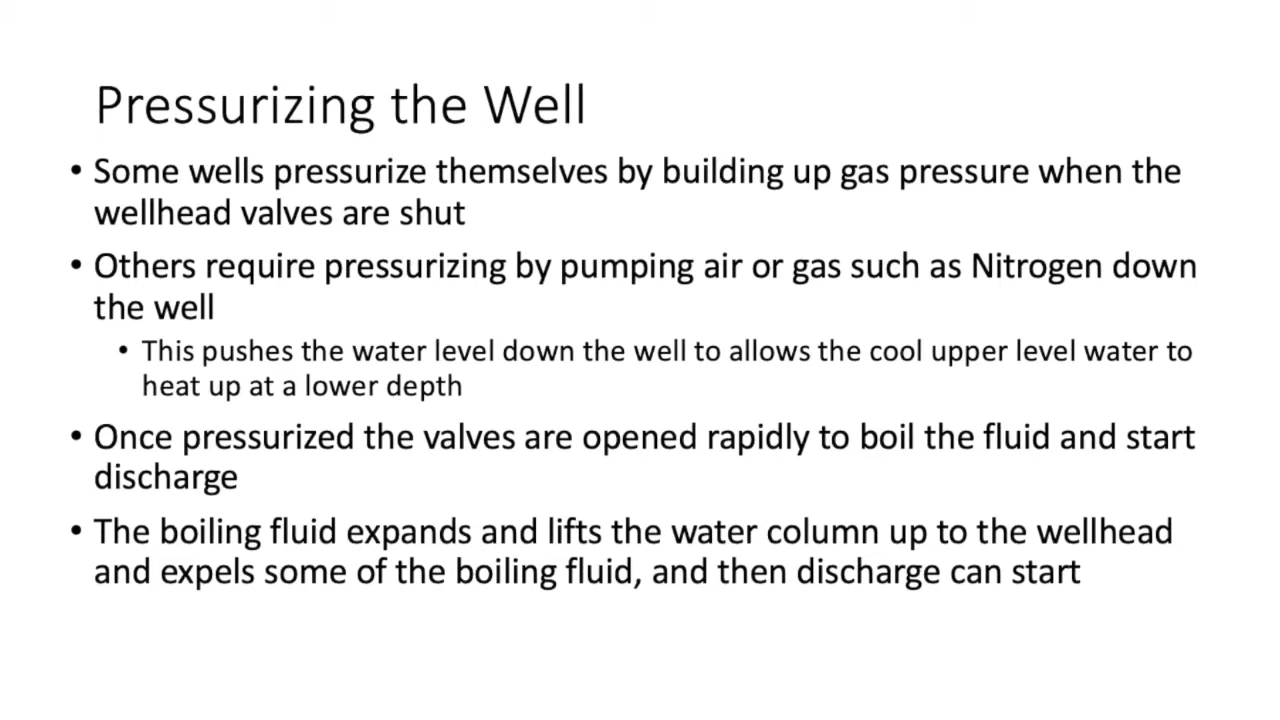 Pressurizing the Well
• Some wells pressurize themselves by building up gas pressure when the
wellhead valves are shut
• Others require pressurizing by pumping air or gas such as Nitrogen down
the well
• This pushes the water level down the well to allows the cool upper level water to
heat up at a lower depth
• Once pressurized the valves are opened rapidly to boil the fluid and start
discharge
• The boiling fluid expands and lifts the water column up to the wellhead
and expels some of the boiling fluid, and then discharge can start